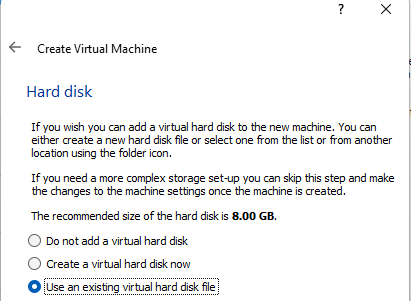 ?
Create Virtual Machine
Hard disk
If you wish you can add a virtual hard disk to the new machine. You can
either create a new hard disk file or select one from the list or from another
location using the folder icon.
If you need a more complex storage set-up you can skip this step and make
the changes to the machine settings once the machine is created.
The recommended size of the hard disk is 8.00 GB.
Do not add a virtual hard disk
Create a virtual hard disk now
Use an existing virtual hard disk file